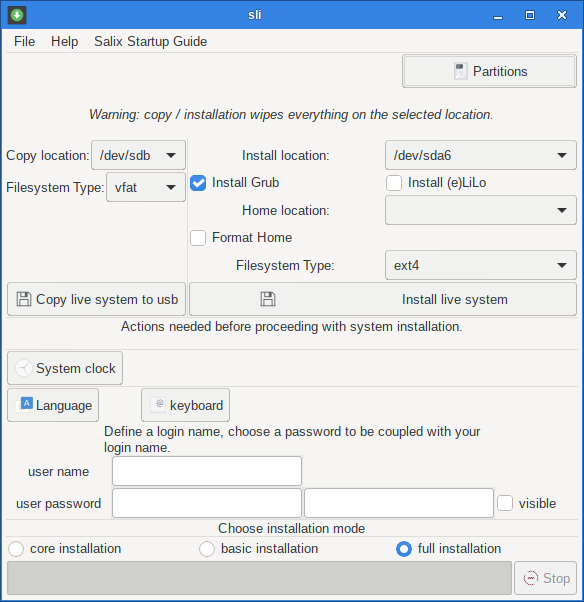 sli
File Help Salix Startup Guide
Partitions
Warning: copy / installation wipes everything on the selected location.
Copy location: /dev/sdb Install location: /dev/sda6
Filesystem Type: vfat Install Grub Install (e)LiLo
Home location:
Format Home
Filesystem Type: ext4
Copy live system to usb Install live system
Actions needed before proceeding with system installation.
System clock
Language keyboard
Define a login name, choose a password to be coupled with your
login name.
user name
user password visible
Choose installation mode
core installation basic installation full installation
Stop